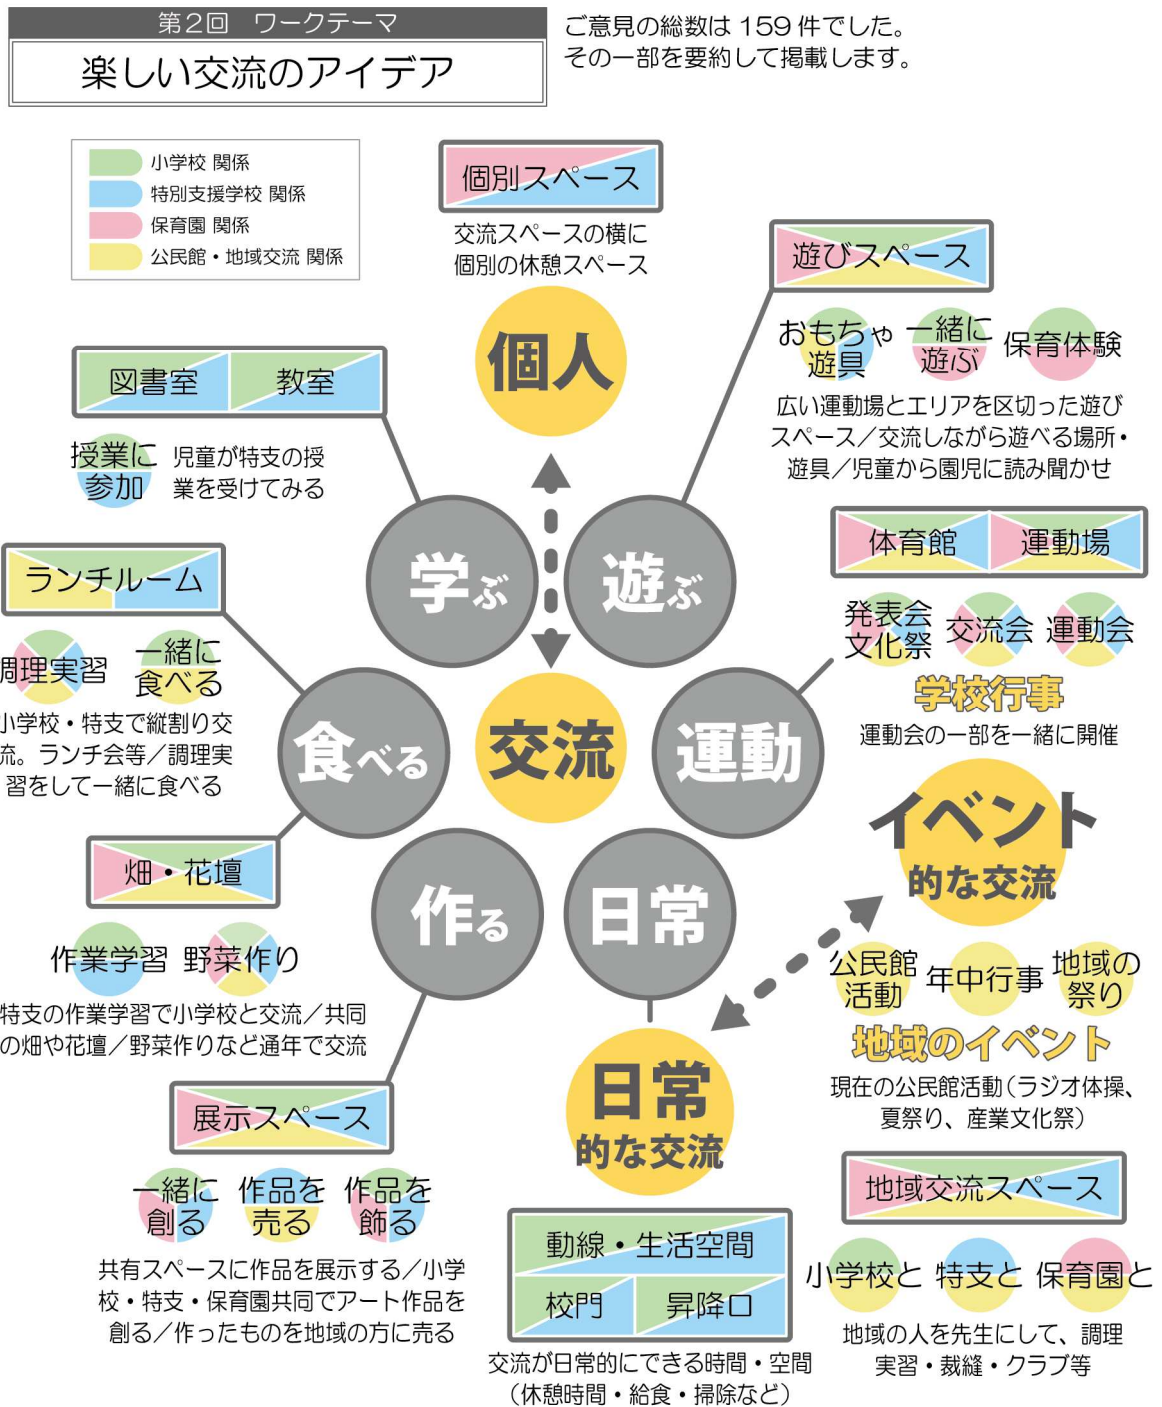 第2回　ワークテーマ
楽しい交流のアイデア
ご意見の総数は 159 件でした。
その一部を要約して掲載します。
小学校 関係
特別支援学校 関係
保育園 関係
公民館・地域交流 関係
個別スペース
交流スペースの横に
個別の休憩スペース
個人
遊びスペース
おもちゃ
遊具
一緒に
遊ぶ
保育体験
広い運動場とエリアを区切った遊び
スペース／交流しながら遊べる場所・
遊具／児童から園児に読み聞かせ
図書室
教室
授業に
参加
児童が特支の授
業を受けてみる
学ぶ
遊ぶ
体育館
運動場
発表会
文化祭
交流会
運動会
学校行事
運動会の一部を一緒に開催
ランチルーム
調理実習
一緒に
食べる
小学校・特支で縦割り交
流。ランチ会等／調理実
習をして一緒に食べる
食べる
交流
運動
イベント
的な交流
畑・花壇
作業学習
野菜作り
特支の作業学習で小学校と交流／共同
の畑や花壇／野菜作りなど通年で交流
作る
日常
公民館
活動
年中行事
地域の
祭り
地域のイベント
現在の公民館活動（ラジオ体操、
夏祭り、産業文化祭）
日常
的な交流
展示スペース
一緒に
創る
作品を
売る
作品を
飾る
共有スペースに作品を展示する／小学
校・特支・保育園共同でアート作品を
創る／作ったものを地域の方に売る
動線・生活空間
校門
昇降口
交流が日常的にできる時間・空間
（休憩時間・給食・掃除など）
地域交流スペース
小学校と
特支と
保育園と
地域の人を先生にして、調理
実習・裁縫・クラブ等